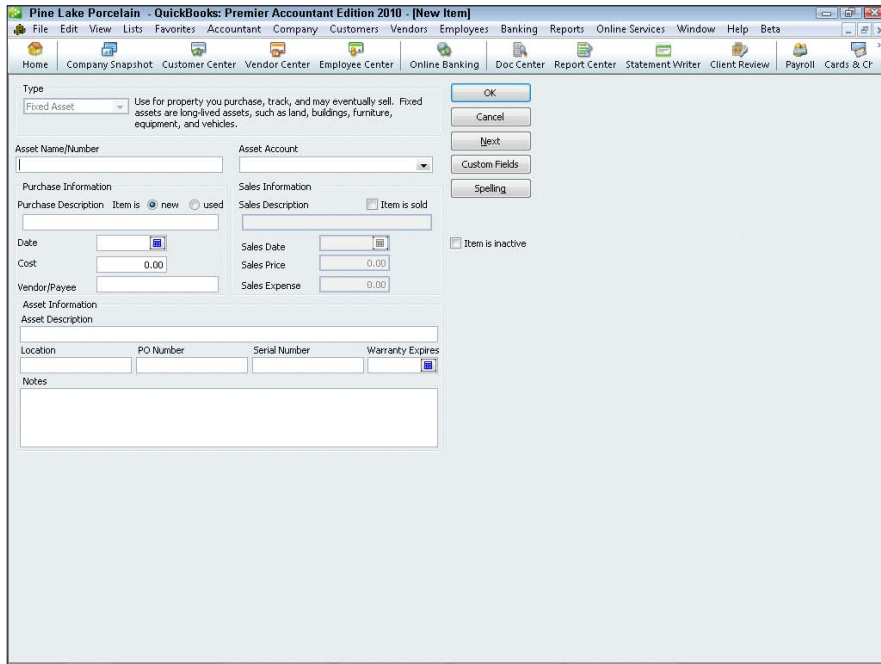 Pine Lake Porcelain - QuickBooks: Premier Accountant Edition 2010 - [New Item]
File Edit View Lists Favorites Accountant Company Customers Vendors Employees Banking Reports Online Services Window Help Beta
Home Company Snapshot Customer Center Vendor Center Employee Center Online Banking Doc Center Report Center Statement Writer Client Review Payroll Cards & Ch
Type
Fixed Asset
Use for property you purchase, track, and may eventually sell. Fixed
assets are long-lived assets, such as land, buildings, furniture,
equipment, and vehicles.
OK
Cancel
Next
Custom Fields
Spelling
Item is inactive
Asset Name/Number Asset Account
Purchase Information Sales Information
Purchase Description Item is new used Sales Description Item is sold
Date Sales Date
Cost 0.00 Sales Price 0.00
Vendor/Payee Sales Expense 0.00
Asset Information
Asset Description
Location PO Number Serial Number Warranty Expires
Notes